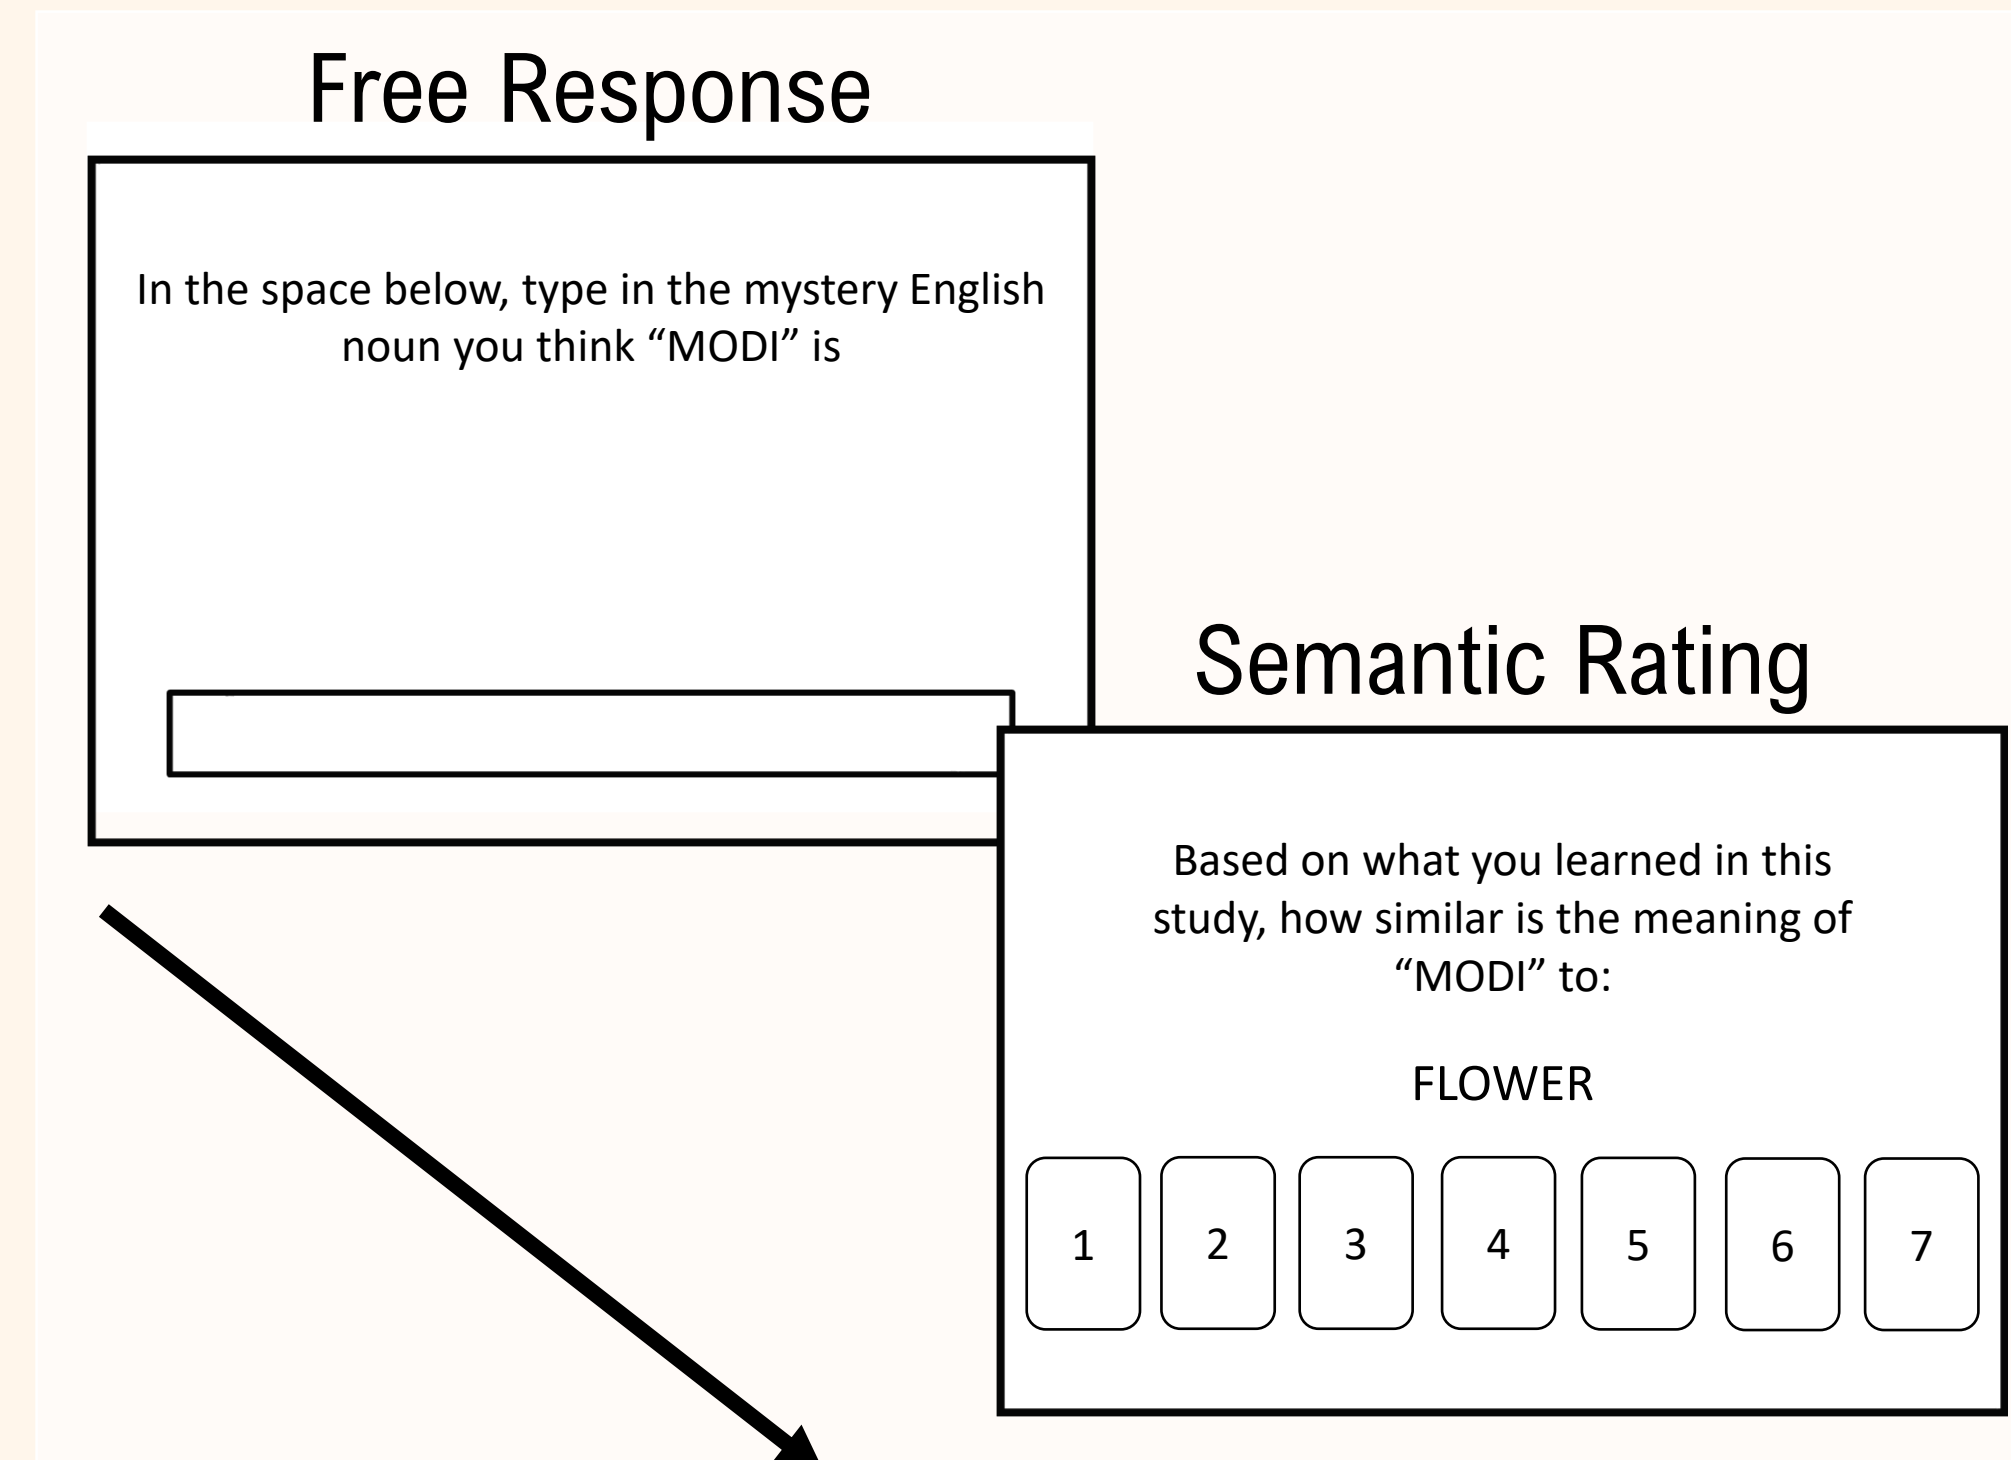 Free Response
In the space below, type in the mystery English
noun you think “MODI” is
Semantic Rating
Based on what you learned in this
study, how similar is the meaning of
“MODI” to:
FLOWER
1 2 3 4 5 6 7